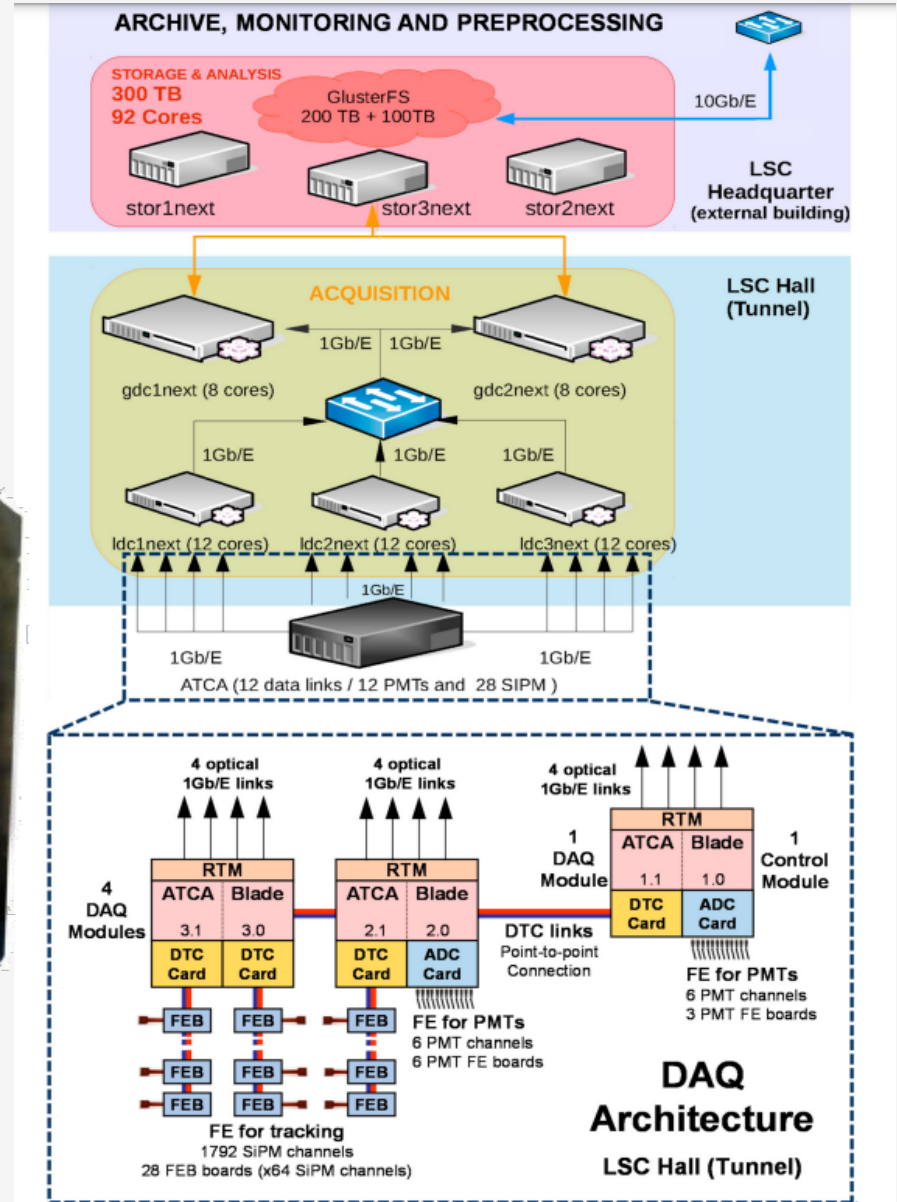 ARCHIVE, MONITORING AND PREPROCESSING
STORAGE & ANALYSIS
300 TB
92 Cores
GlusterFS
200 TB + 100TB
10Gb/E
stor1next
stor3next
stor2next
LSC
Headquarter
(external building)
ACQUISITION
LSC Hall
(Tunnel)
1Gb/E
1Gb/E
gdc1next (8 cores)
gdc2next (8 cores)
1Gb/E
1Gb/E
1Gb/E
ldc1next (12 cores)
ldc2next (12 cores)
ldc3next (12 cores)
1Gb/E
1Gb/E
1Gb/E
ATCA (12 data links / 12 PMTs and 28 SIPM )
4 optical
1Gb/E links
4 optical
1Gb/E links
4 optical
1Gb/E links
4
DAQ
Modules
RTM
ATCA Blade
3.1 3.0
DTC
Card
DTC
Card
RTM
ATCA Blade
2.1 2.0
DTC
Card
ADC
Card
1
DAQ
Module
RTM
ATCA Blade
1.1 1.0
DTC
Card
ADC
Card
1
Control
Module
DTC links
Point-to-point
Connection
FEB
FEB
FEB
FEB
FEB
FEB
FEB
FEB
FEB
FE for PMTs
6 PMT channels
6 PMT FE boards
FE for PMTs
6 PMT channels
3 PMT FE boards
FE for tracking
1792 SiPM channels
28 FEB boards (x64 SiPM channels)
DAQ
Architecture
LSC Hall (Tunnel)